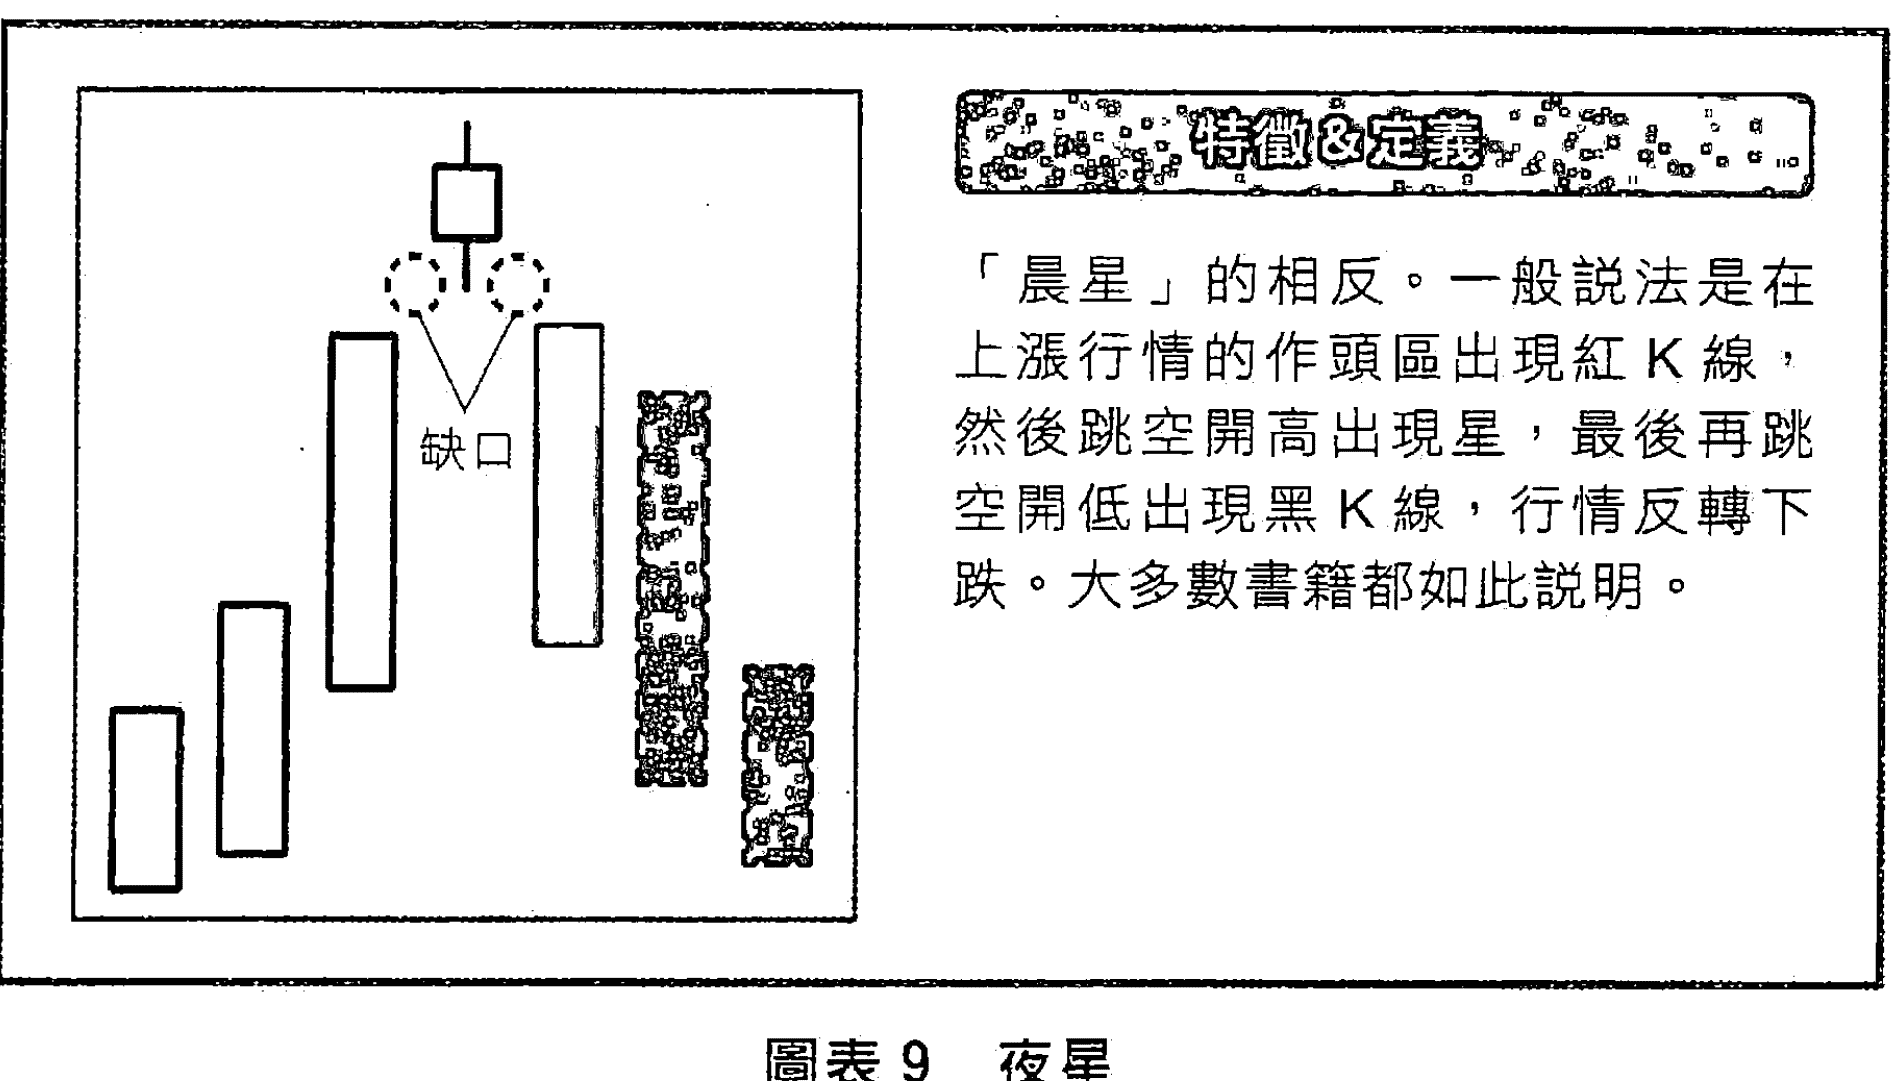 特徵&定義
「晨星」的相反。一般説法是在
上漲行情的作頭區出現紅K線，
然後跳空開高出現星，最後再跳
空開低出現黑K線，行情反轉下
跌。大多數書籍都如此説明。
缺口
圖表9 夜星